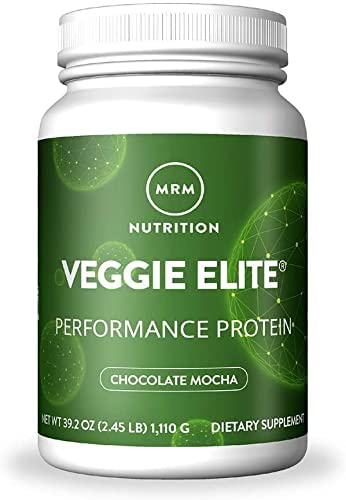 MRM
NUTRITION
VEGGIE ELITE®
PERFORMANCE PROTEIN
CHOCOLATE MOCHA
NET WT 39.2 OZ (2.45 LB) 1,110 G DIETARY SUPPLEMENT